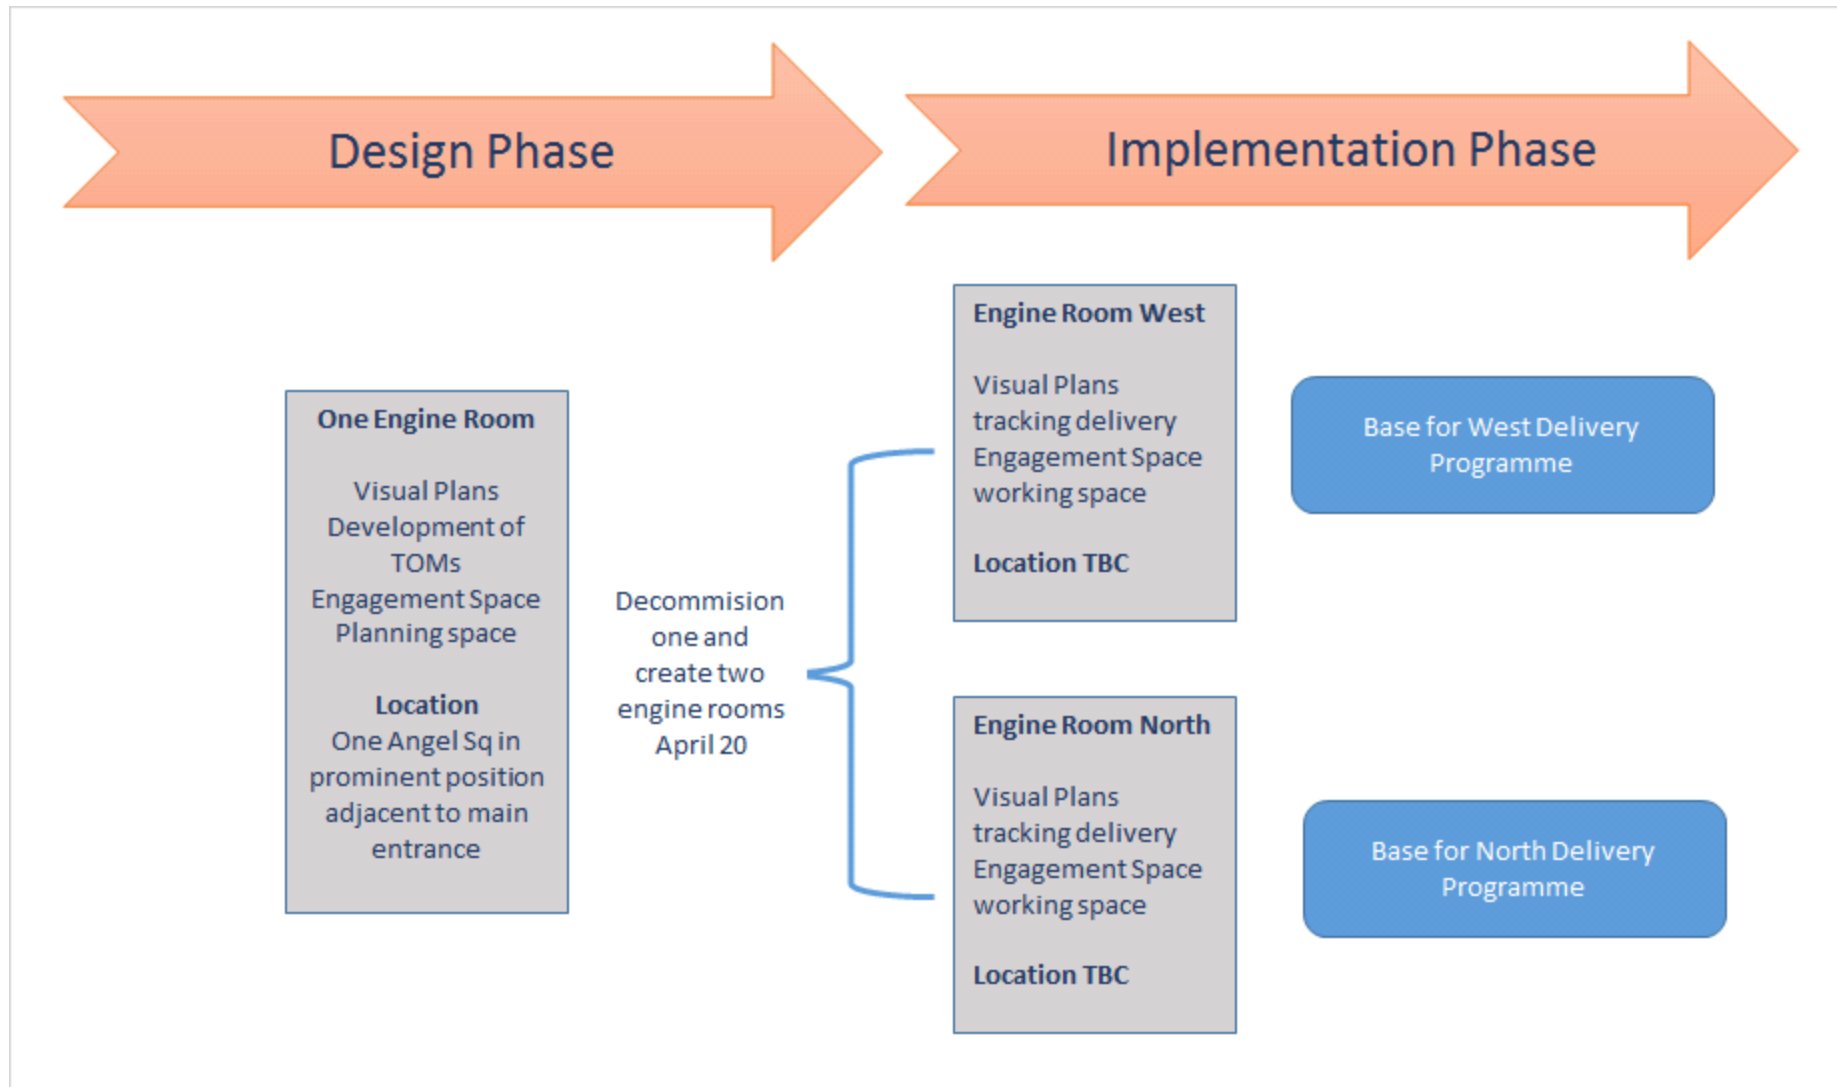 Design Phase
Implementation Phase
One Engine Room
Visual Plans
Development of
TOMs
Engagement Space
Planning space
Location
One Angel Sq in
prominent position
adjacent to main
entrance
Decommision
one and
create two
engine rooms
April 20
Engine Room West
Visual Plans
tracking delivery
Engagement Space
working space
Location TBC
Base for West Delivery
Programme
Engine Room North
Visual Plans
tracking delivery
Engagement Space
working space
Location TBC
Base for North Delivery
Programme